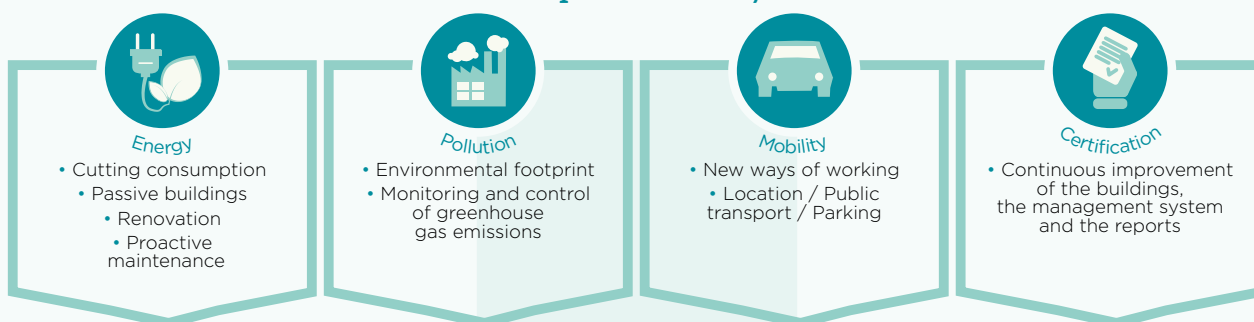 Energy
• Cutting consumption
• Passive buildings
• Renovation
• Proactive
maintenance
Pollution
• Environmental footprint
• Monitoring and control
of greenhouse
gas emissions
Mobility
• New ways of working
• Location / Public
transport / Parking
Certification
• Continuous improvement
of the buildings,
the management system
and the reports